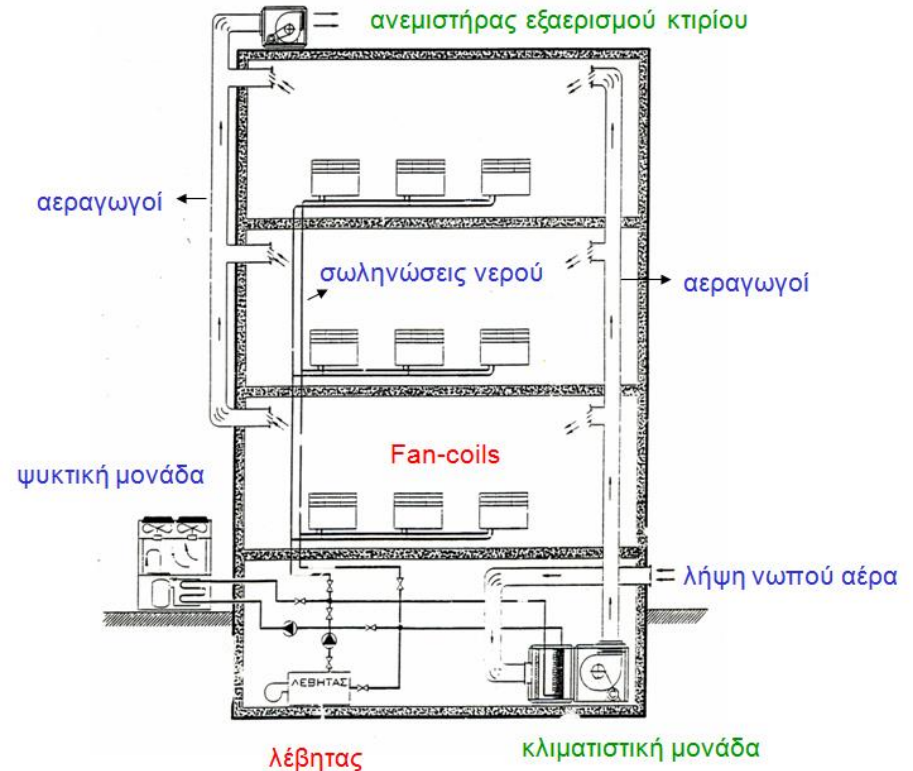 ανεμιστήρας εξαερισμού κτιρίου
αεραγωγοί
σωληνώσεις νερού
αεραγωγοί
Fan-coils
ψυκτική μονάδα
λήψη νωπού αέρα
ΛΕΒΗΤΑΣ
λέβητας
κλιματιστική μονάδα